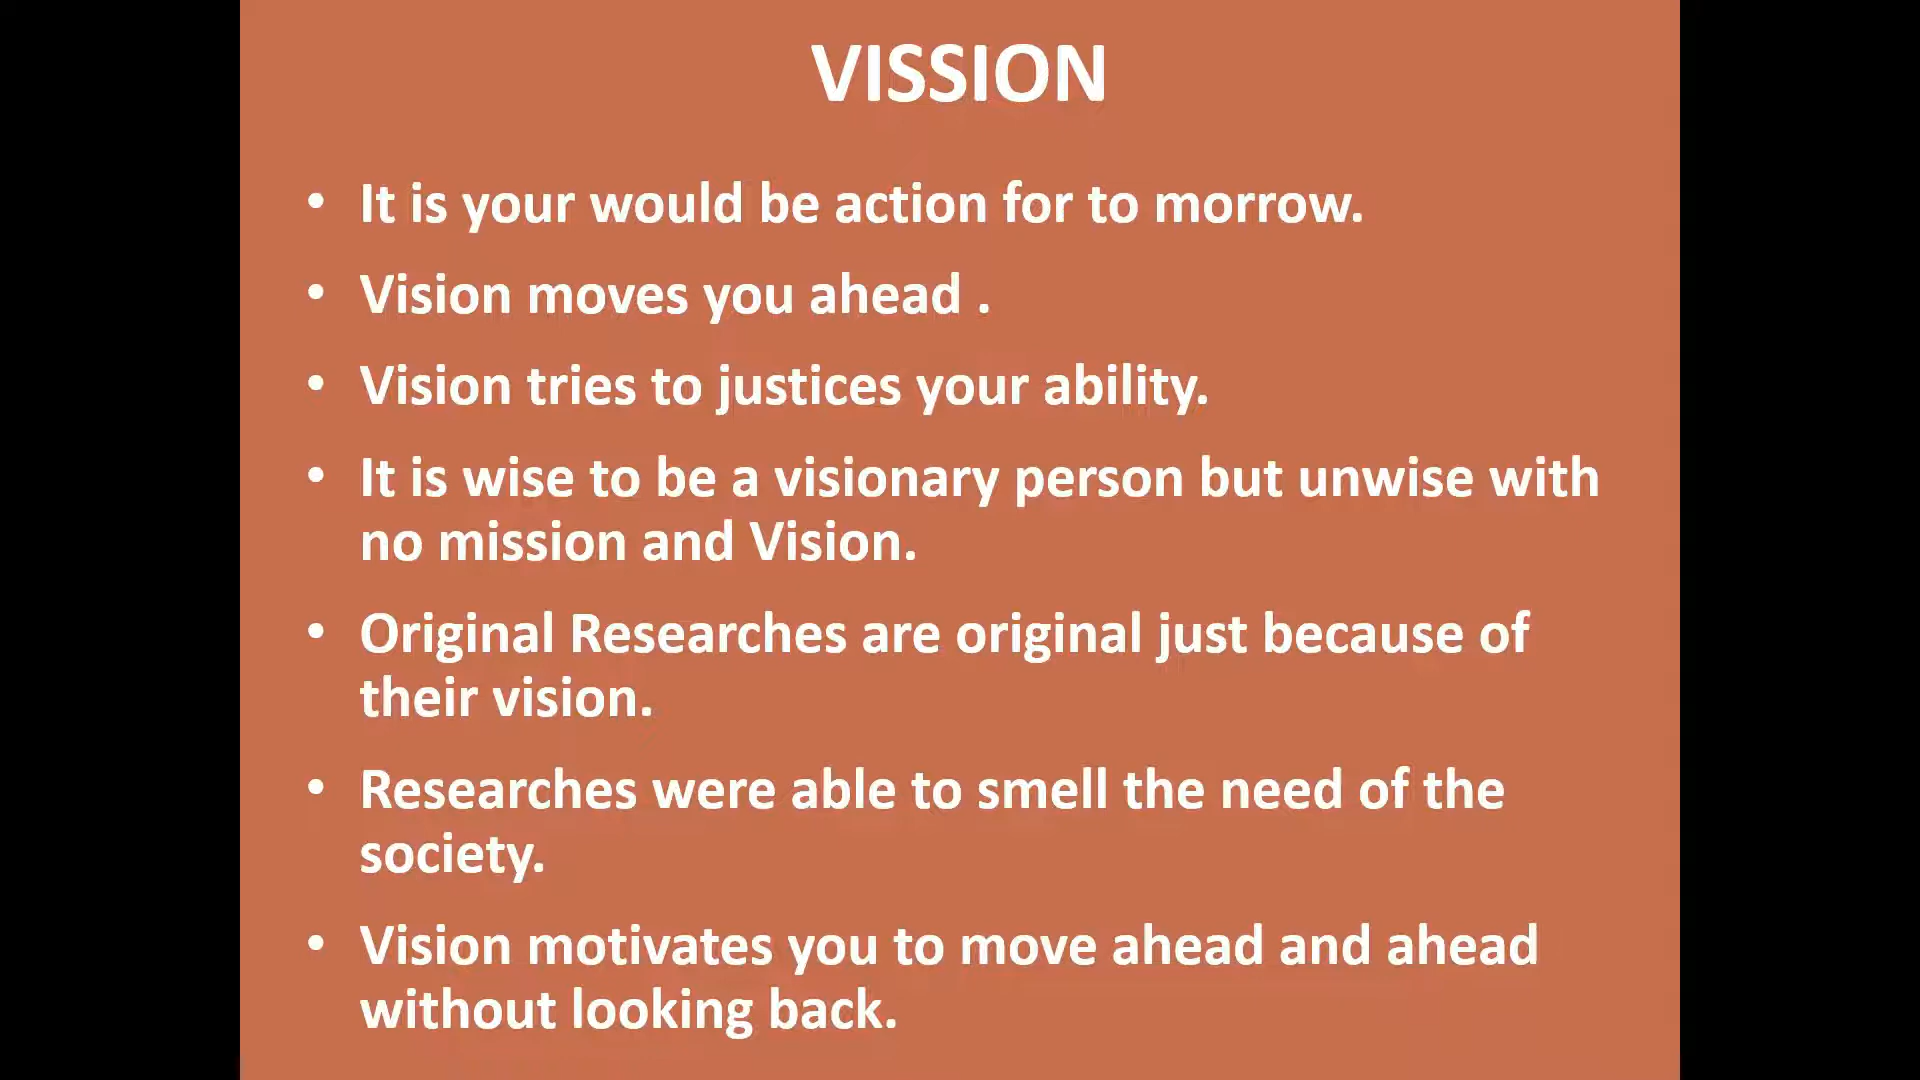 VISSION
• It is your would be action for to morrow.
• Vision moves you ahead .
• Vision tries to justices your ability.
• It is wise to be a visionary person but unwise with
no mission and Vision.
• Original Researches are original just because of
their vision.
• Researches were able to smell the need of the
society.
• Vision motivates you to move ahead and ahead
without looking back.